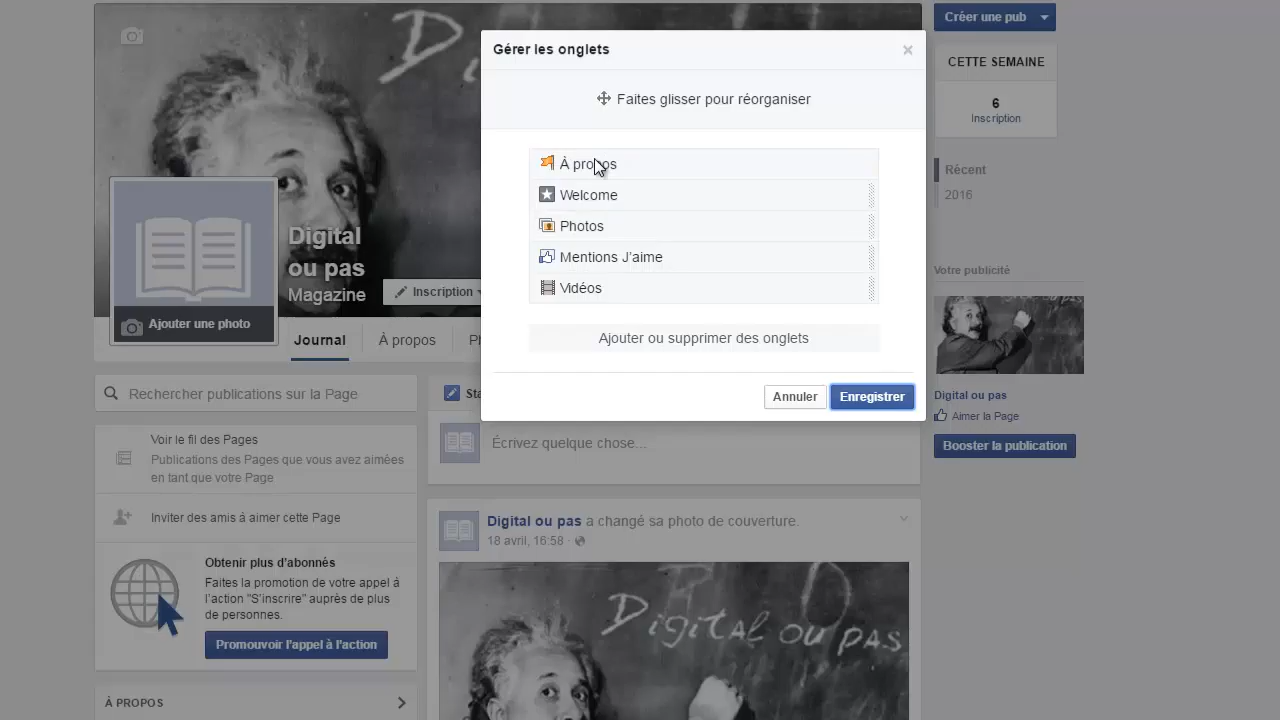 Créer une pub
Gérer les onglets
CETTE SEMAINE
Faites glisser pour réorganiser
6
Inscription
À propos
Welcome
Photos
Mentions J'aime
Vidéos
Ajouter ou supprimer des onglets
Annuler
Enregistrer
Récent
2016
Digital
ou pas
Magazine
Inscription
Ajouter une photo
Journal
À propos
Votre publicité
Digital ou pas
Aimer la Page
Booster la publication
Rechercher publications sur la Page
Écrivez quelque chose...
Voir le fil des Pages
Publications des Pages que vous avez aimées
en tant que votre Page
Inviter des amis à aimer cette Page
Obtenir plus d'abonnés
Faites la promotion de votre appel à
l'action "S'inscrire" auprès de plus
de personnes.
Promouvoir l'appel à l'action
À PROPOS
Digital ou pas a changé sa photo de couverture.
18 avril, 16:58 ·
Digital ou pas